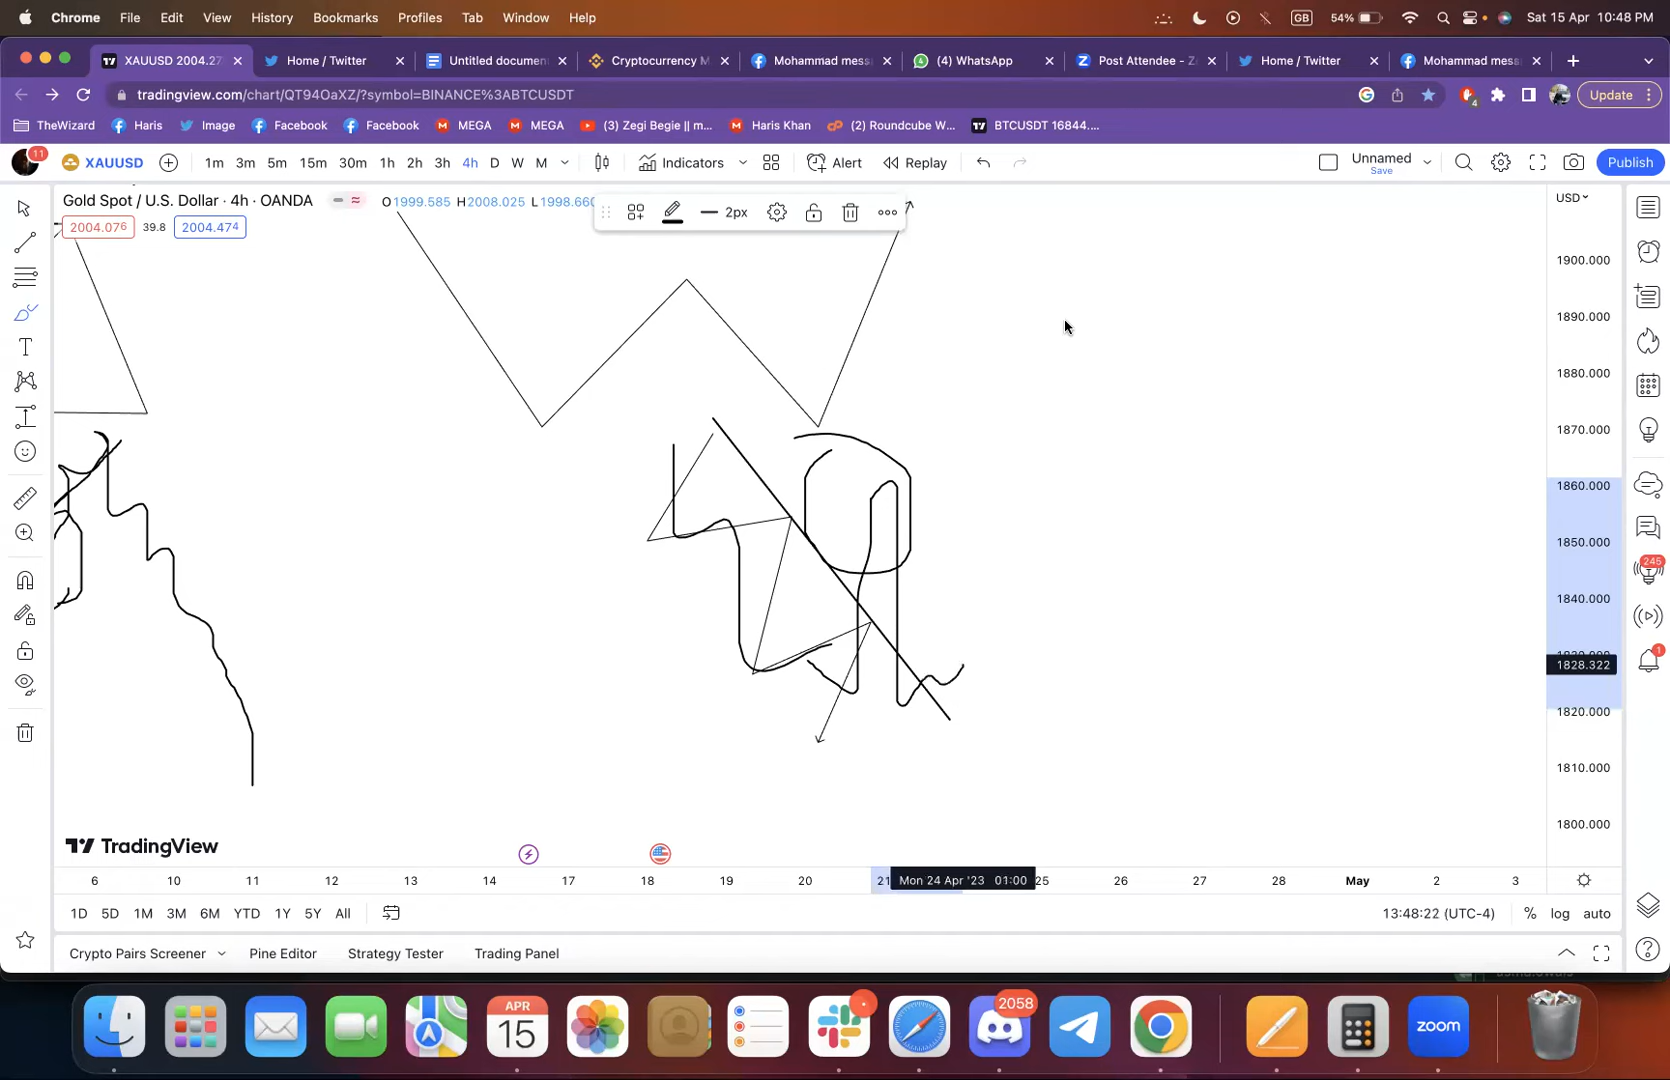 Chrome File Edit View History Bookmarks Profiles Tab Window Help GB 54% Sat 15 Apr 10:48 PM
XAUUSD 2004.27 Home / Twitter Untitled documen Cryptocurrency M Mohammad mess (4) WhatsApp Post Attendee - Z Home / Twitter Mohammad mess
tradingview.com/chart/QT94OaXZ/?symbol=BINANCE%3ABTCUSDT 4 Update
TheWizard Haris Image Facebook Facebook MEGA MEGA (3) Zegi Begie || m... Haris Khan (2) Roundcube W... BTCUSDT 16844....
11 XAUUSD 1m 3m 5m 15m 30m 1h 2h 3h 4h D W M Indicators Alert Replay Unnamed Save Publish
Gold Spot / U.S. Dollar · 4h · OANDA O1999.585 H2008.025 L1998.660 2px USD
2004.076 39.8 2004.474
1900.000
1890.000
1880.000
1870.000
1860.000
1850.000
245
1840.000
1828.322
1
1820.000
1810.000
1800.000
TradingView
6 10 11 12 13 14 17 18 19 20 21 Mon 24 Apr '23 01:00 25 26 27 28 May 2 3
1D 5D 1M 3M 6M YTD 1Y 5Y All 13:48:22 (UTC-4) % log auto
Crypto Pairs Screener Pine Editor Strategy Tester Trading Panel
APR
15
2058
zoom